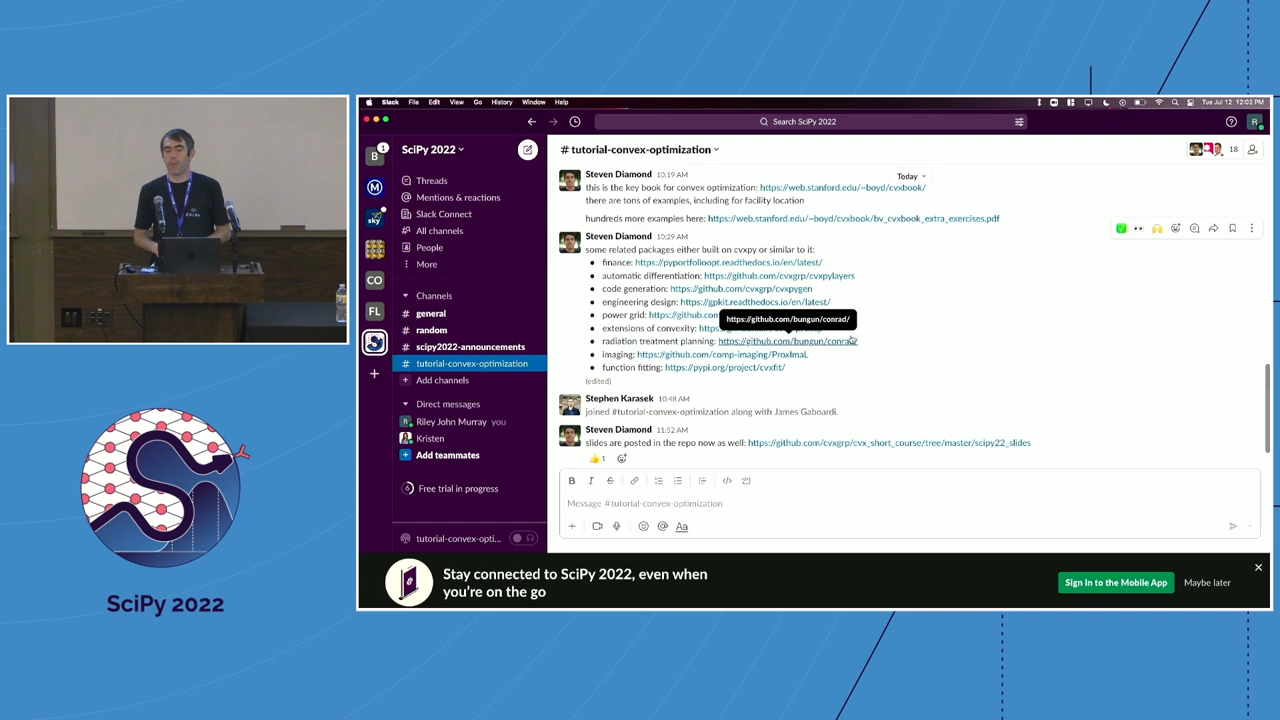 Slack File Edit View Go History Window Help
Tue Jul 12 12:02 PM
Search SciPy 2022
R
B
1
SciPy 2022
# tutorial-convex-optimization
18
Today
Threads
Mentions & reactions
Slack Connect
All channels
People
More
Channels
# general
# random
# scipy2022-announcements
# tutorial-convex-optimization
+ Add channels
Direct messages
Riley John Murray you
Kristen
+ Add teammates
Free trial in progress
tutorial-convex-opti...
sky
CO
FL
Steven Diamond 10:19 AM
this is the key book for convex optimization: https://web.stanford.edu/~boyd/cvxbook/
there are tons of examples, including for facility location
hundreds more examples here: https://web.stanford.edu/~boyd/cvxbook/bv_cvxbook_extra_exercises.pdf
Steven Diamond 10:29 AM
some related packages either built on cvxpy or similar to it:
• finance: https://pyportfolioopt.readthedocs.io/en/latest/
• automatic differentiation: https://github.com/cvxgrp/cvxpylayers
• code generation: https://github.com/cvxgrp/cvxpygen
• engineering design: https://gpkit.readthedocs.io/en/latest/
• power grid: https://github.com
https://github.com/bungun/conrad/
• extensions of convexity: https:
• radiation treatment planning: https://github.com/bungun/conrad/
• imaging: https://github.com/comp-imaging/ProxImaL
• function fitting: https://pypi.org/project/cvxfit/
(edited)
Stephen Karasek 10:48 AM
joined #tutorial-convex-optimization along with James Gaboardi.
Steven Diamond 11:52 AM
slides are posted in the repo now as well: https://github.com/cvxgrp/cvx_short_course/tree/master/scipy22_slides
1
Message #tutorial-convex-optimization
Stay connected to SciPy 2022, even when
you're on the go
Sign In to the Mobile App
Maybe later
SciPy 2022